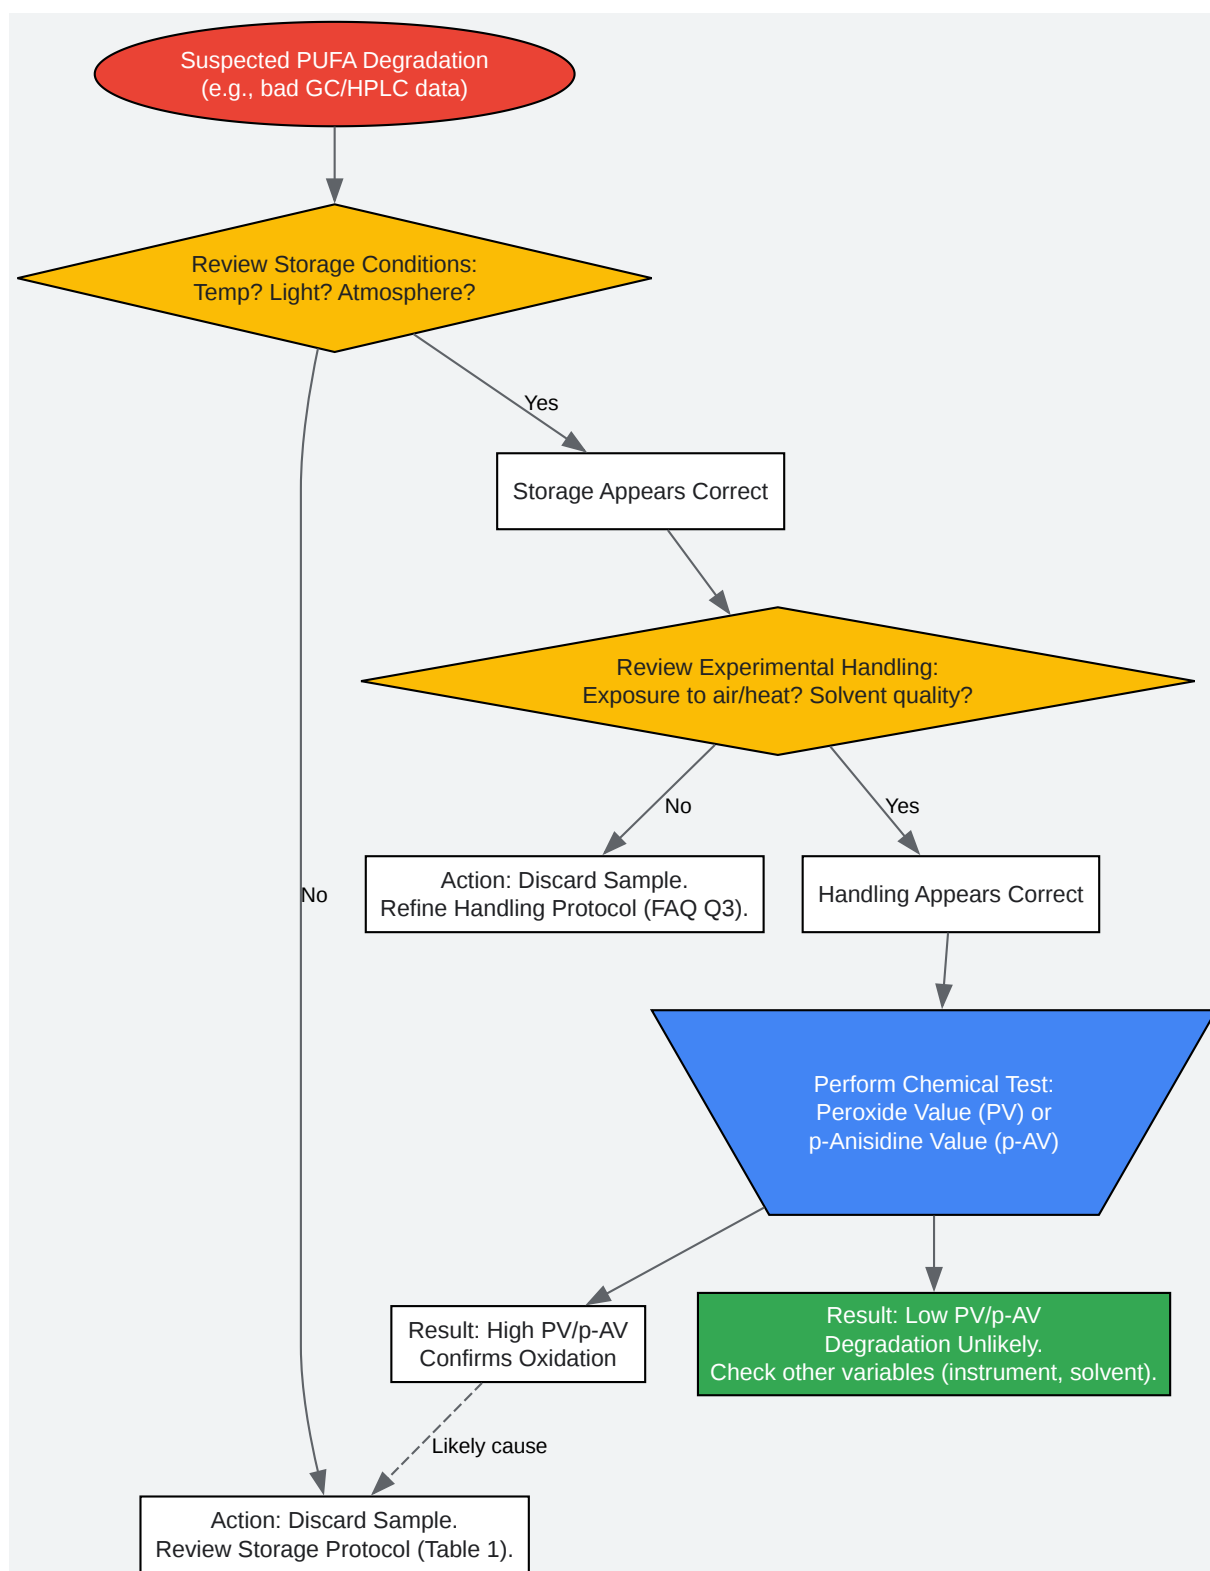 Suspected PUFA Degradation
(e.g., bad GC/HPLC data)
Review Storage Conditions:
Temp? Light? Atmosphere?
Yes
Storage Appears Correct
Review Experimental Handling:
Exposure to air/heat? Solvent quality?
No
Yes
Action: Discard Sample.
Refine Handling Protocol (FAQ Q3).
Handling Appears Correct
No
Perform Chemical Test:
Peroxide Value (PV) or
p-Anisidine Value (p-AV)
Result: High PV/p-AV
Confirms Oxidation
Result: Low PV/p-AV
Degradation Unlikely.
Check other variables (instrument, solvent).
Likely cause
Action: Discard Sample.
Review Storage Protocol (Table 1).